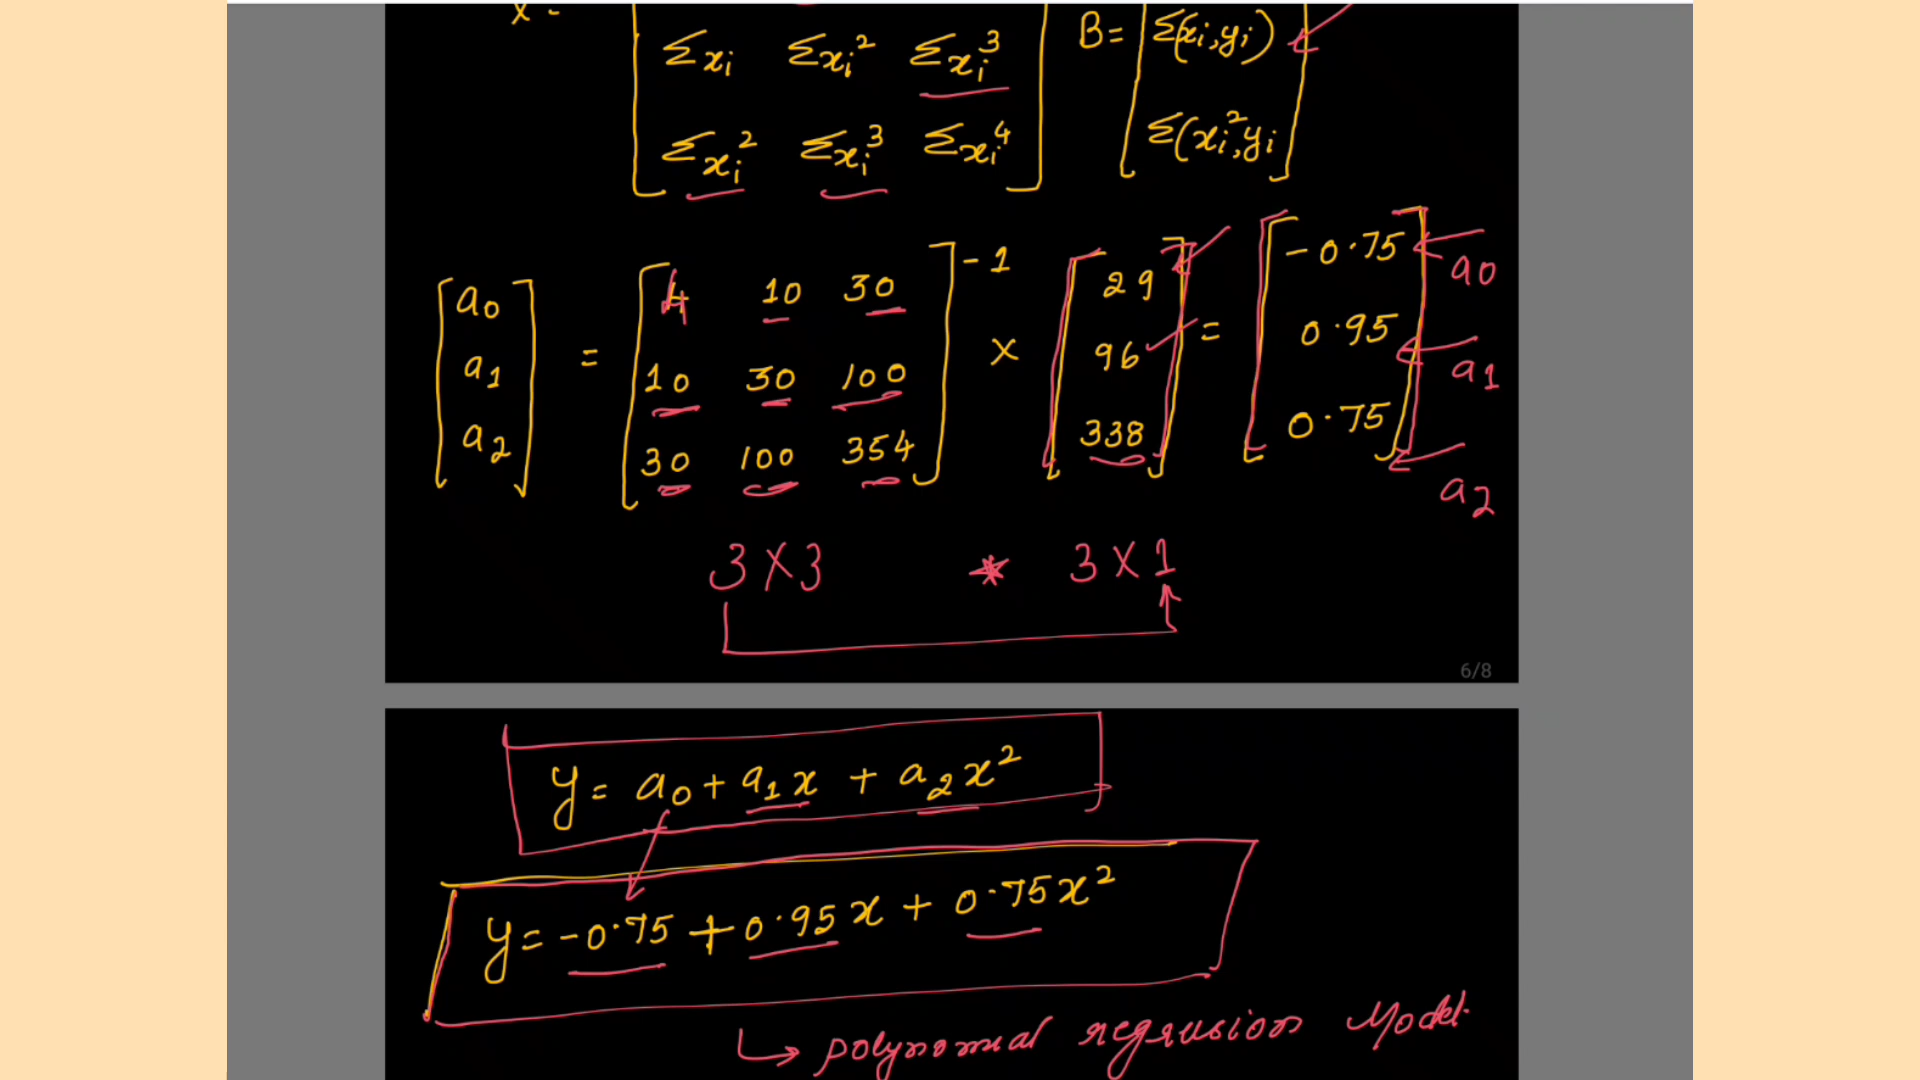 X =
Σxi Σxi² Σxi³ B = Σ(xi,yi)
Σxi² Σxi³ Σxi⁴ Σ(xi²,yi
a0 4 10 30 -1 29 -0.75 a0
a1 = 10 30 100 × 96 = 0.95 a1
a2 30 100 354 338 0.75 a2
3 X 3 * 3 X 1
6/8
y = a0 + a1x + a2x²
y = -0.75 + 0.95x + 0.75x²
↳ polynomial regression Model.